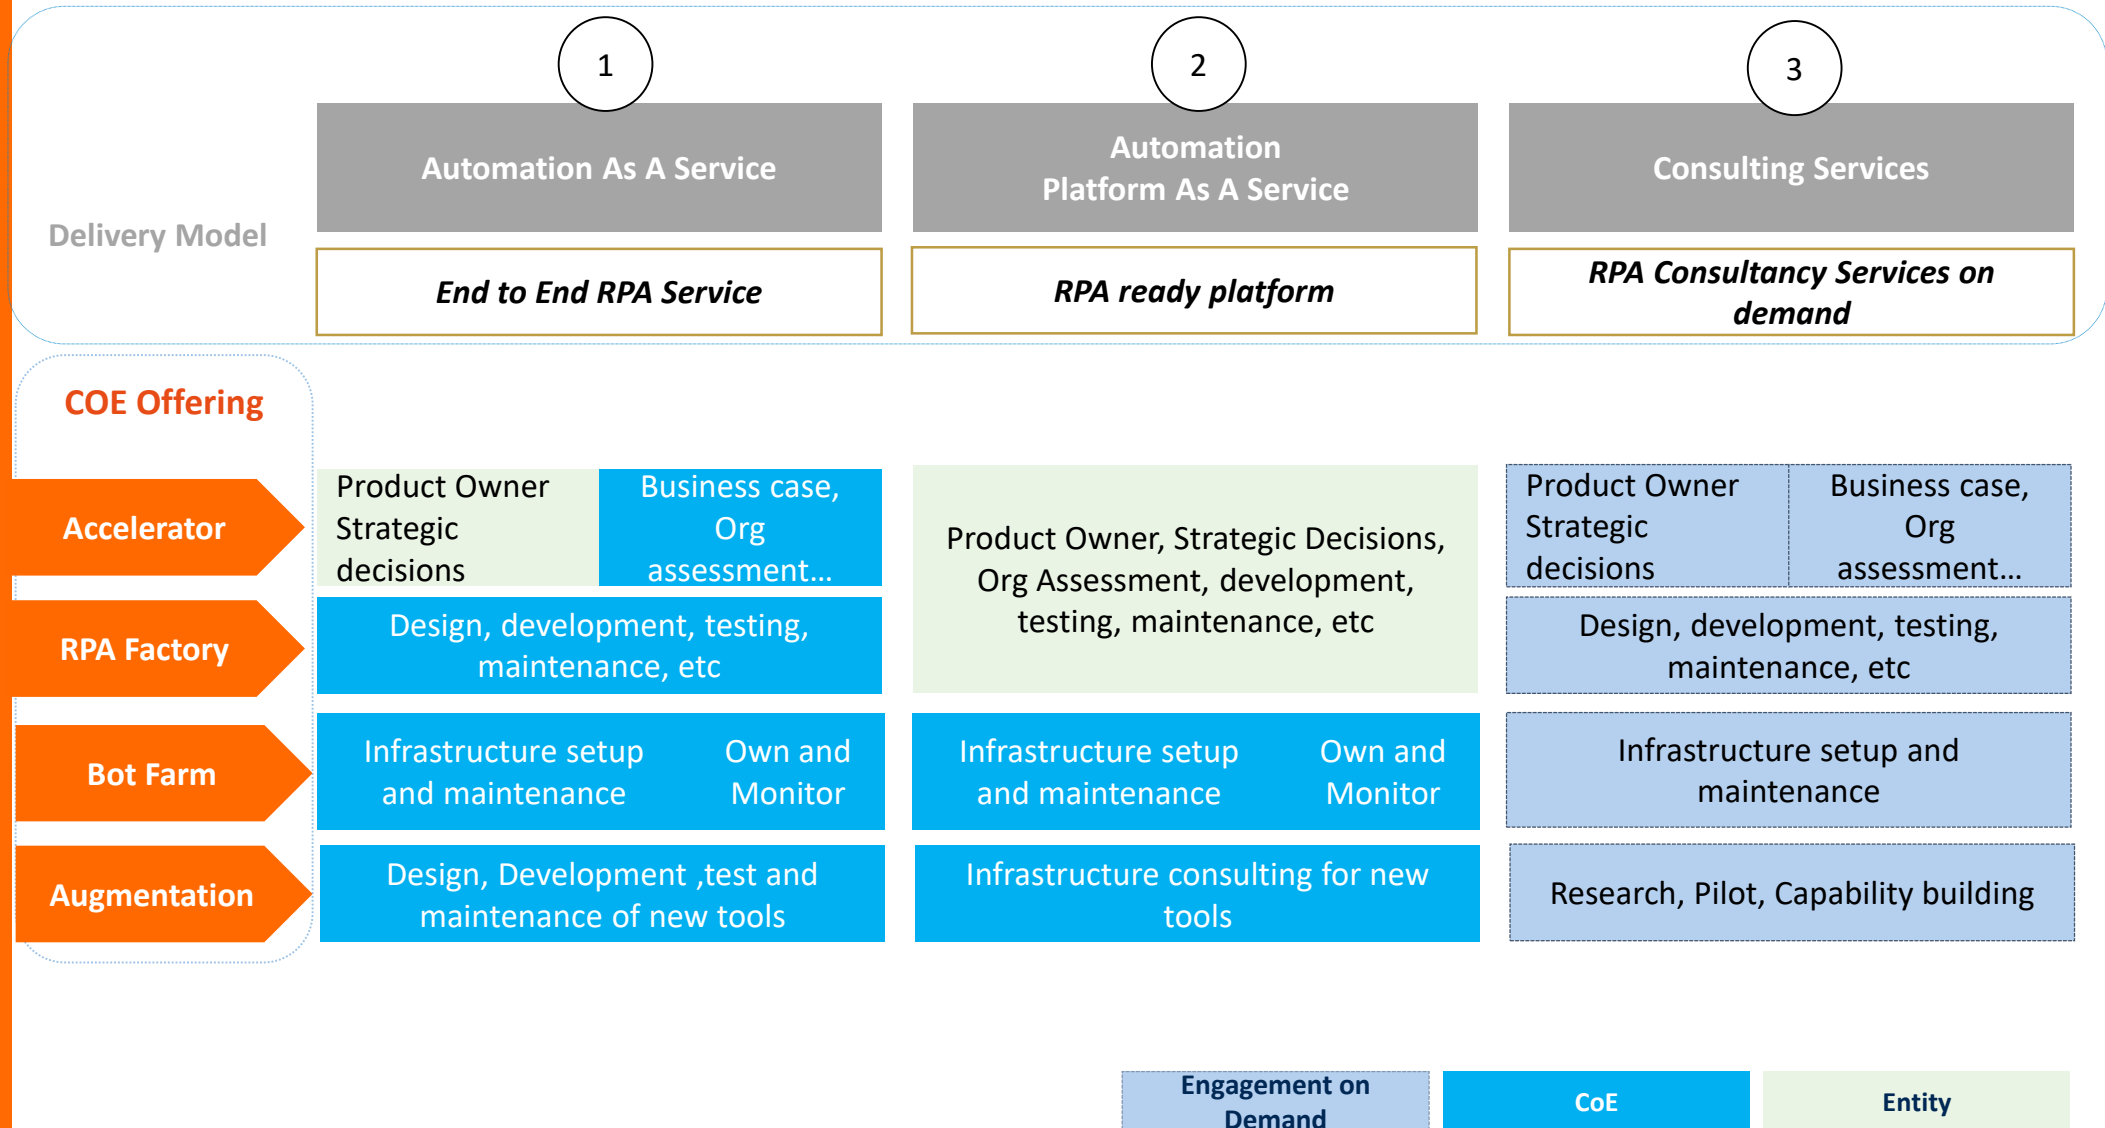 1
2
3
Delivery Model
Automation As A Service
Automation
Platform As A Service
Consulting Services
End to End RPA Service
RPA ready platform
RPA Consultancy Services on
demand
COE Offering
Accelerator
Product Owner
Strategic
decisions
Business case,
Org
assessment...
Product Owner, Strategic Decisions,
Org Assessment, development,
testing, maintenance, etc
Product Owner
Strategic
decisions
Business case,
Org
assessment...
RPA Factory
Design, development, testing,
maintenance, etc
Design, development, testing,
maintenance, etc
Bot Farm
Infrastructure setup
and maintenance
Own and
Monitor
Infrastructure setup
and maintenance
Own and
Monitor
Infrastructure setup and
maintenance
Augmentation
Design, Development ,test and
maintenance of new tools
Infrastructure consulting for new
tools
Research, Pilot, Capability building
Engagement on
Demand
CoE
Entity